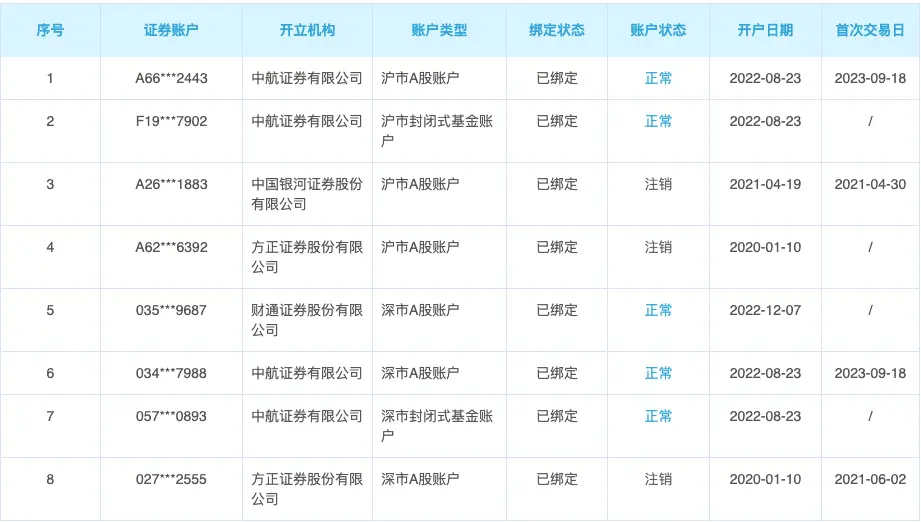 序号 证券账户 开立机构 账户类型 绑定状态 账户状态 开户日期 首次交易日
1 A66***2443 中航证券有限公司 沪市A股账户 已绑定 正常 2022-08-23 2023-09-18
2 F19***7902 中航证券有限公司 沪市封闭式基金账 已绑定 正常 2022-08-23 /
户
3 A26***1883 中国银河证券股份 沪市A股账户 已绑定 注销 2021-04-19 2021-04-30
有限公司
4 A62***6392 方正证券股份有限 沪市A股账户 已绑定 注销 2020-01-10 /
公司
5 035***9687 财通证券股份有限 深市A股账户 已绑定 正常 2022-12-07 /
公司
6 034***7988 中航证券有限公司 深市A股账户 已绑定 正常 2022-08-23 2023-09-18
7 057***0893 中航证券有限公司 深市封闭式基金账 已绑定 正常 2022-08-23 /
户
8 027***2555 方正证券股份有限 深市A股账户 已绑定 注销 2020-01-10 2021-06-02
公司